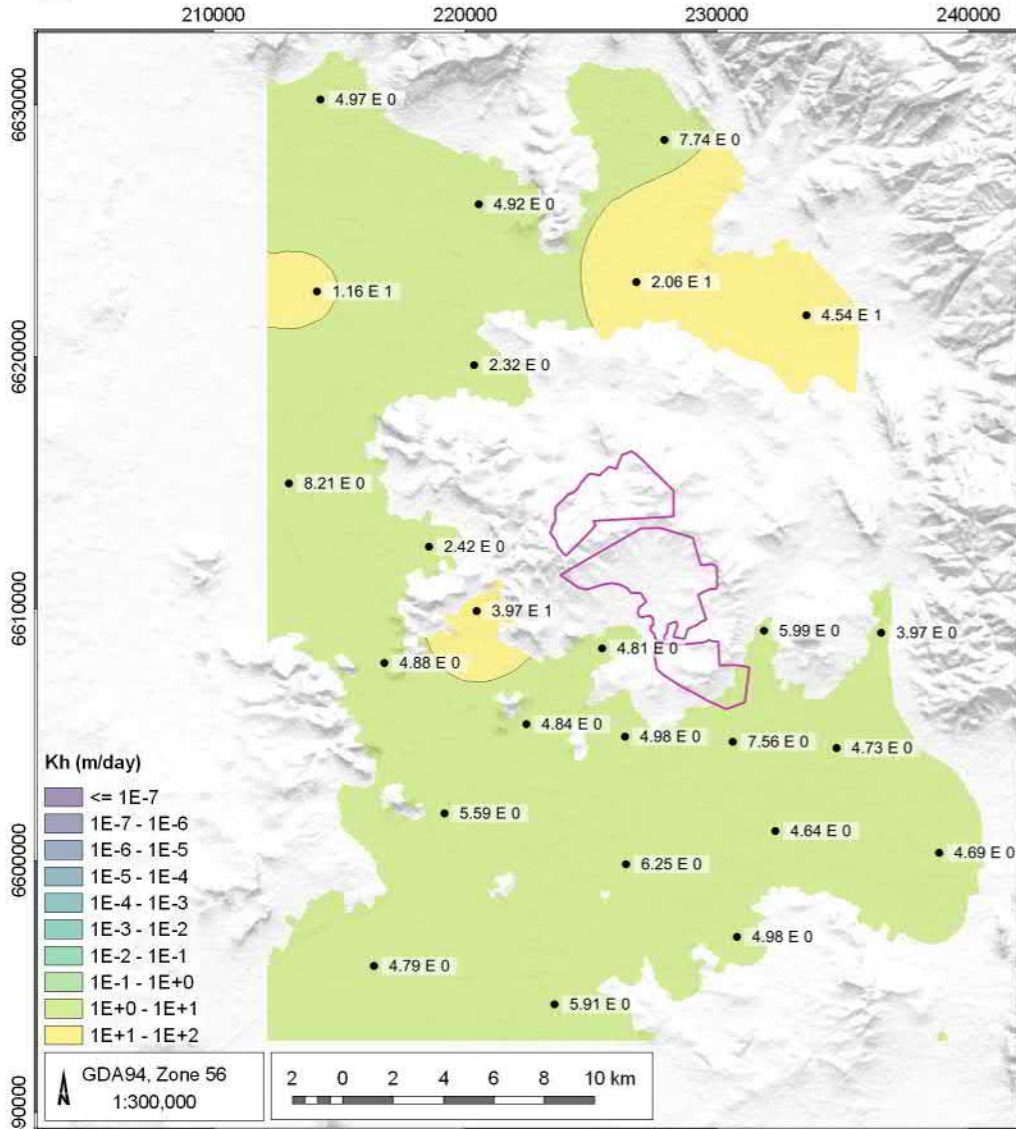 210000 220000 230000 240000
6630000
4.97 E 0
7.74 E 0
4.92 E 0
1.16 E 1
2.06 E 1
4.54 E 1
6620000
2.32 E 0
8.21 E 0
2.42 E 0
6610000
3.97 E 1
5.99 E 0
3.97 E 0
4.81 E 0
4.88 E 0
4.84 E 0
4.98 E 0
7.56 E 0
4.73 E 0
5.59 E 0
4.64 E 0
4.69 E 0
6600000
6.25 E 0
4.98 E 0
4.79 E 0
5.91 E 0
Kh (m/day)
<= 1E-7
1E-7 - 1E-6
1E-6 - 1E-5
1E-5 - 1E-4
1E-4 - 1E-3
1E-3 - 1E-2
1E-2 - 1E-1
1E-1 - 1E+0
1E+0 - 1E+1
1E+1 - 1E+2
N
GDA94, Zone 56
1:300,000
2 0 2 4 6 8 10 km